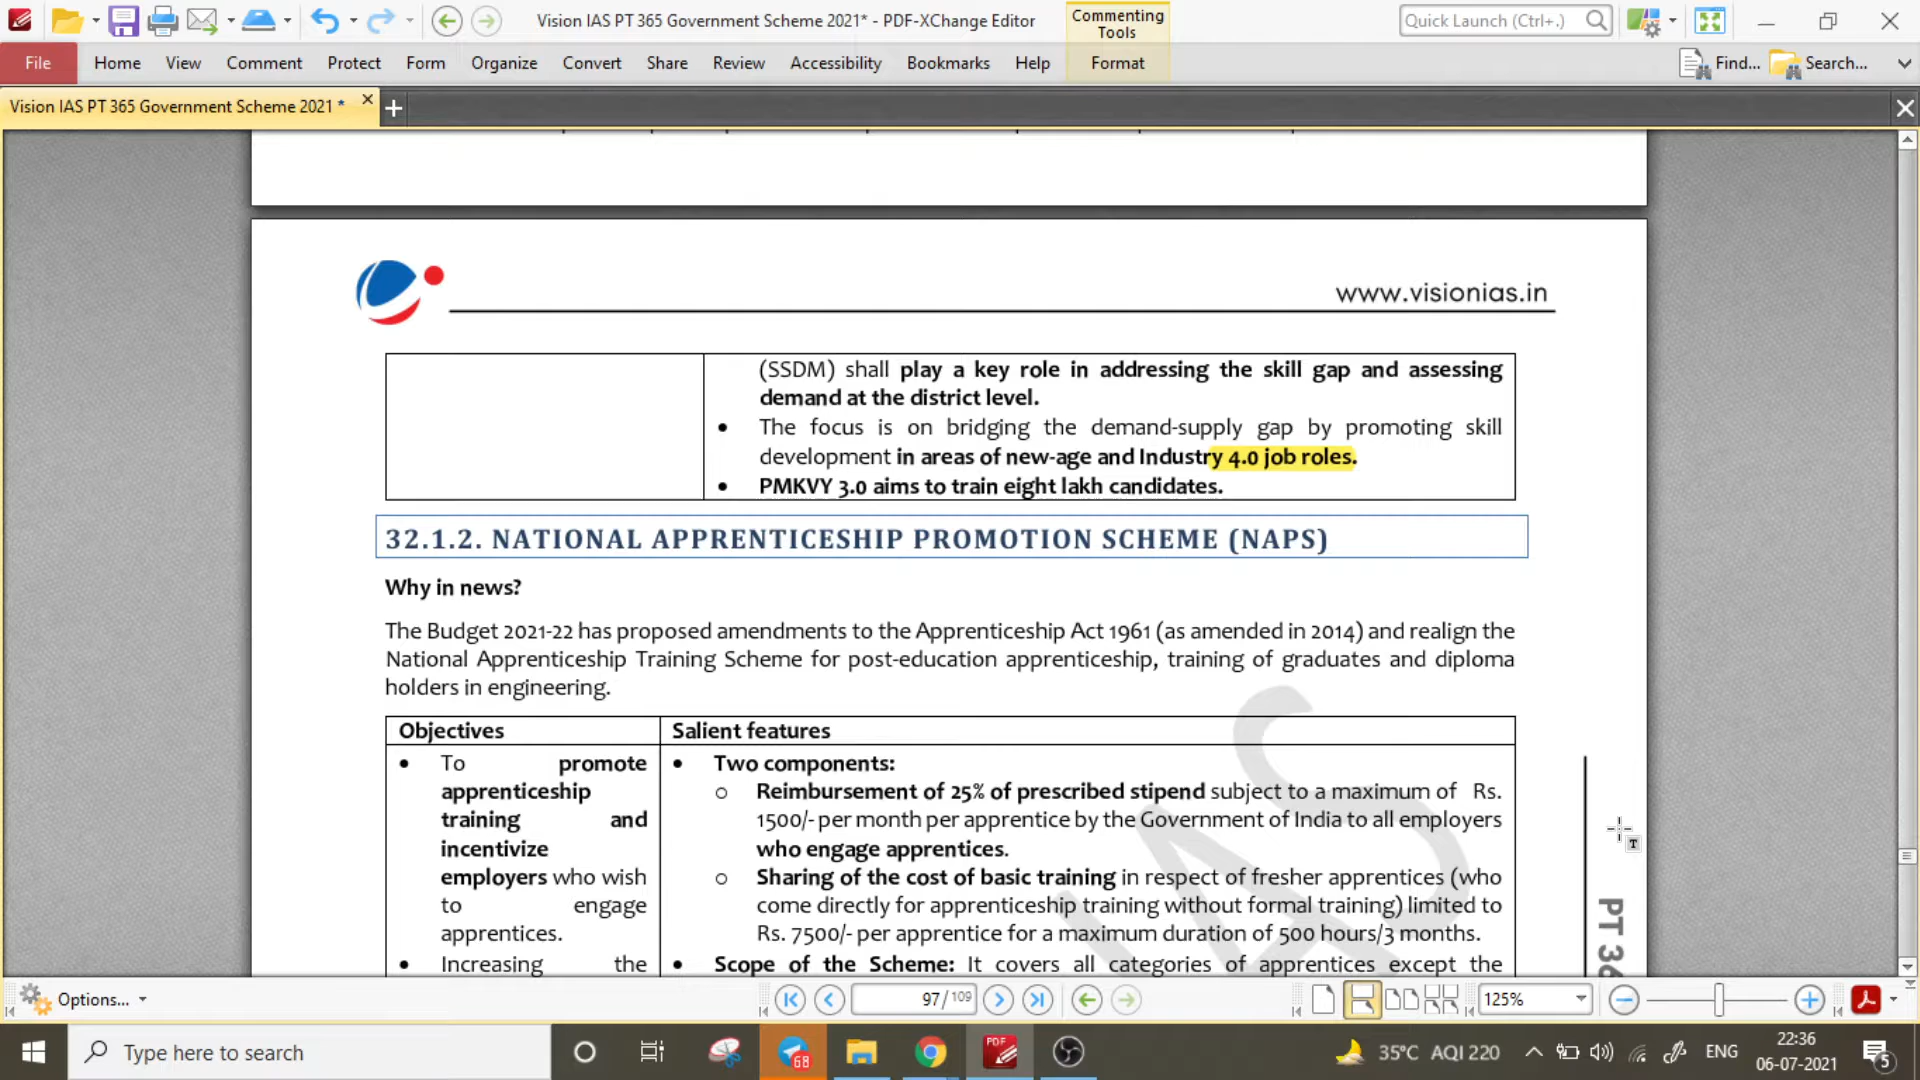 Vision IAS PT 365 Government Scheme 2021* - PDF-XChange Editor
Commenting Tools
Quick Launch (Ctrl+.)
File Home View Comment Protect Form Organize Convert Share Review Accessibility Bookmarks Help Format Find... Search...
Vision IAS PT 365 Government Scheme 2021 *
www.visionias.in
(SSDM) shall play a key role in addressing the skill gap and assessing
demand at the district level.
• The focus is on bridging the demand-supply gap by promoting skill
development in areas of new-age and Industry 4.0 job roles.
• PMKVY 3.0 aims to train eight lakh candidates.
32.1.2. NATIONAL APPRENTICESHIP PROMOTION SCHEME (NAPS)
Why in news?
The Budget 2021-22 has proposed amendments to the Apprenticeship Act 1961 (as amended in 2014) and realign the
National Apprenticeship Training Scheme for post-education apprenticeship, training of graduates and diploma
holders in engineering.
Objectives
• To promote
apprenticeship
training and
incentivize
employers who wish
to engage
apprentices.
• Increasing the
Salient features
• Two components:
o Reimbursement of 25% of prescribed stipend subject to a maximum of Rs.
1500/- per month per apprentice by the Government of India to all employers
who engage apprentices.
o Sharing of the cost of basic training in respect of fresher apprentices (who
come directly for apprenticeship training without formal training) limited to
Rs. 7500/- per apprentice for a maximum duration of 500 hours/3 months.
• Scope of the Scheme: It covers all categories of apprentices except the
IAS
PT 36
Options...
97 / 109
125%
Type here to search
68
PDF
35°C AQI 220
ENG
22:36
06-07-2021
5